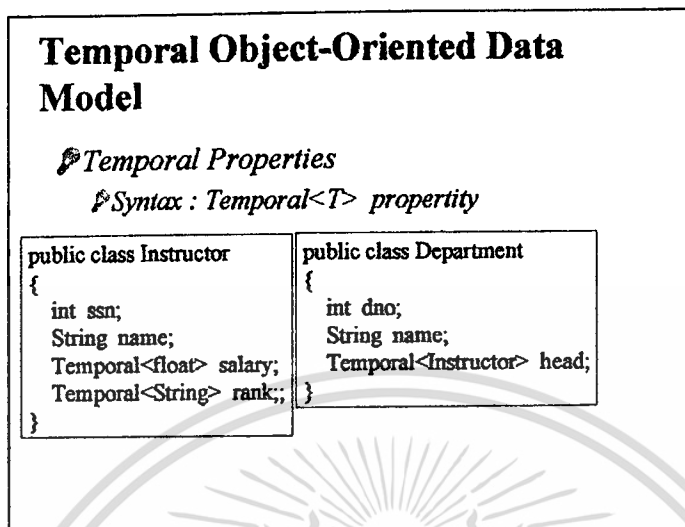 Temporal Object-Oriented Data
Model
Temporal Properties
Syntax : Temporal<T> propertity
public class Instructor
{
int ssn;
String name;
Temporal<float> salary;
Temporal<String> rank;;
}
public class Department
{
int dno;
String name;
Temporal<Instructor> head;
}